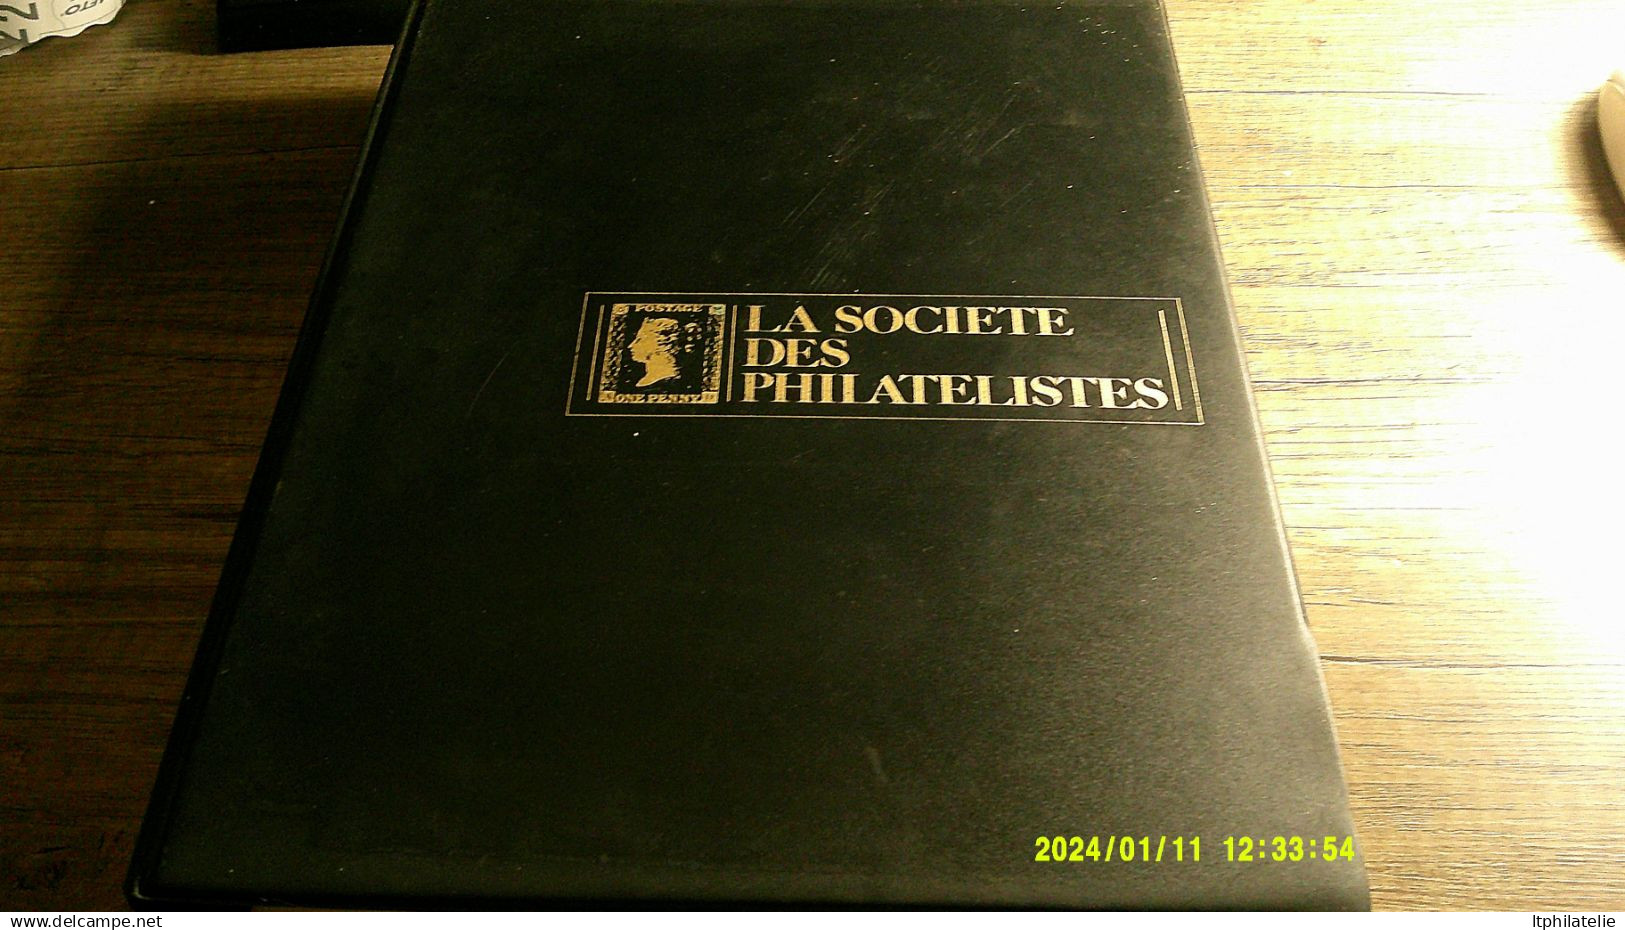 POSTAGE
ONE PENNY
LA SOCIETE
DES
PHILATELISTES
2024/01/11 12:33:54
www.delcampe.net
ltphilatelie